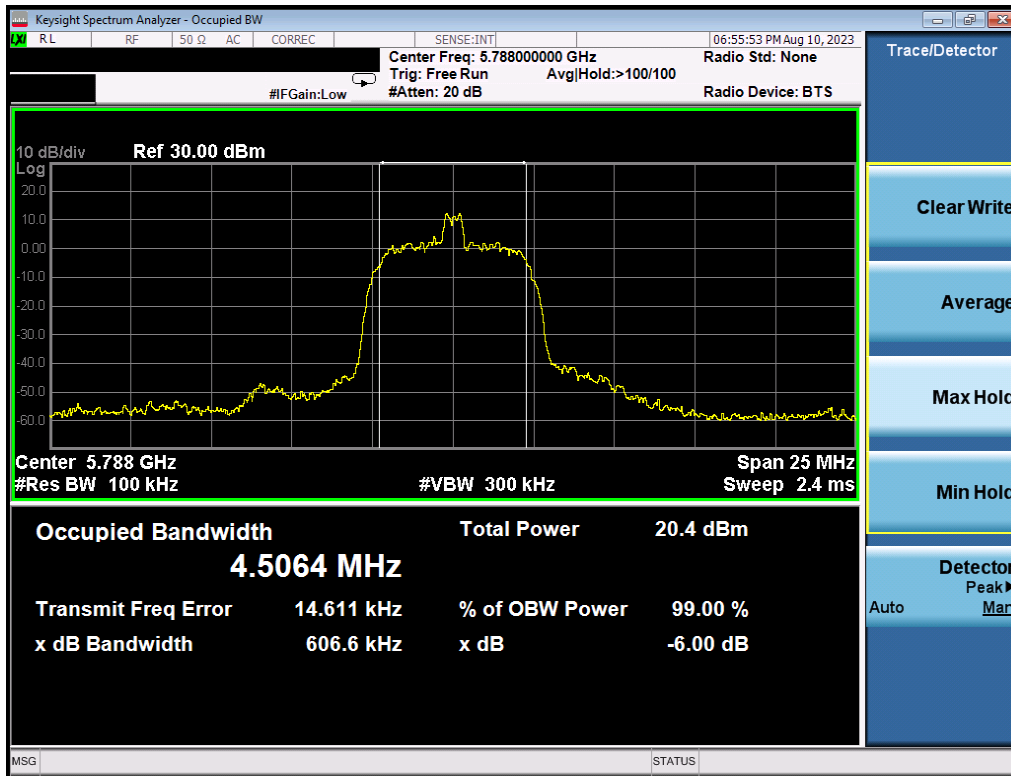 Keysight Spectrum Analyzer - Occupied BW
LXI RL RF 50 Ω AC CORREC SENSE:INT 06:55:53 PM Aug 10, 2023
Center Freq: 5.788000000 GHz Radio Std: None
Trig: Free Run Avg|Hold:>100/100
#IFGain:Low #Atten: 20 dB Radio Device: BTS
10 dB/div Ref 30.00 dBm
Log
20.0
10.0
0.00
-10.0
-20.0
-30.0
-40.0
-50.0
-60.0
Center 5.788 GHz Span 25 MHz
#Res BW 100 kHz #VBW 300 kHz Sweep 2.4 ms
Occupied Bandwidth Total Power 20.4 dBm
4.5064 MHz
Transmit Freq Error 14.611 kHz % of OBW Power 99.00 %
x dB Bandwidth 606.6 kHz x dB -6.00 dB
MSG STATUS
Trace/Detector
Clear Write
Average
Max Hold
Min Hold
Detector
Peak▶
Auto Man